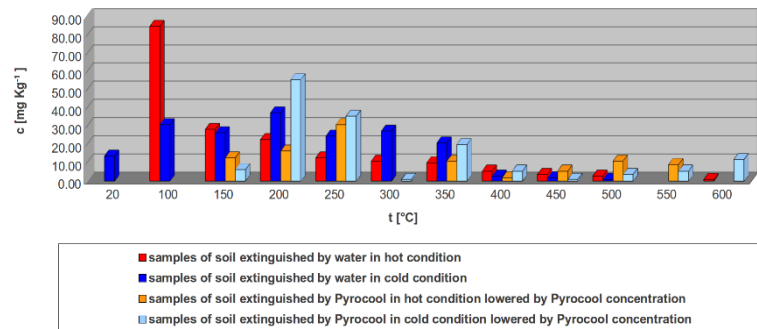 90.00
80.00
70.00
60.00
50.00
40.00
30.00
20.00
10.00
0.00
c [mg Kg⁻¹]
20 100 150 200 250 300 350 400 450 500 550 600
t [°C]
samples of soil extinguished by water in hot condition
samples of soil extinguished by water in cold condition
samples of soil extinguished by Pyrocool in hot condition lowered by Pyrocool concentration
samples of soil extinguished by Pyrocool in cold condition lowered by Pyrocool concentration